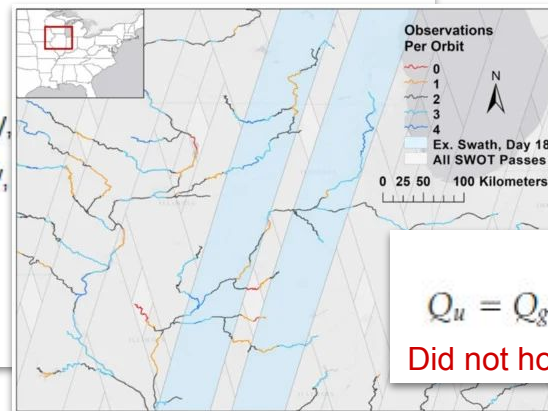 Observations
Per Orbit
0
1
2
3
4
Ex. Swath, Day 18
All SWOT Passes
N
0 25 50 100 Kilometers
Qu = Qg
Did not ho